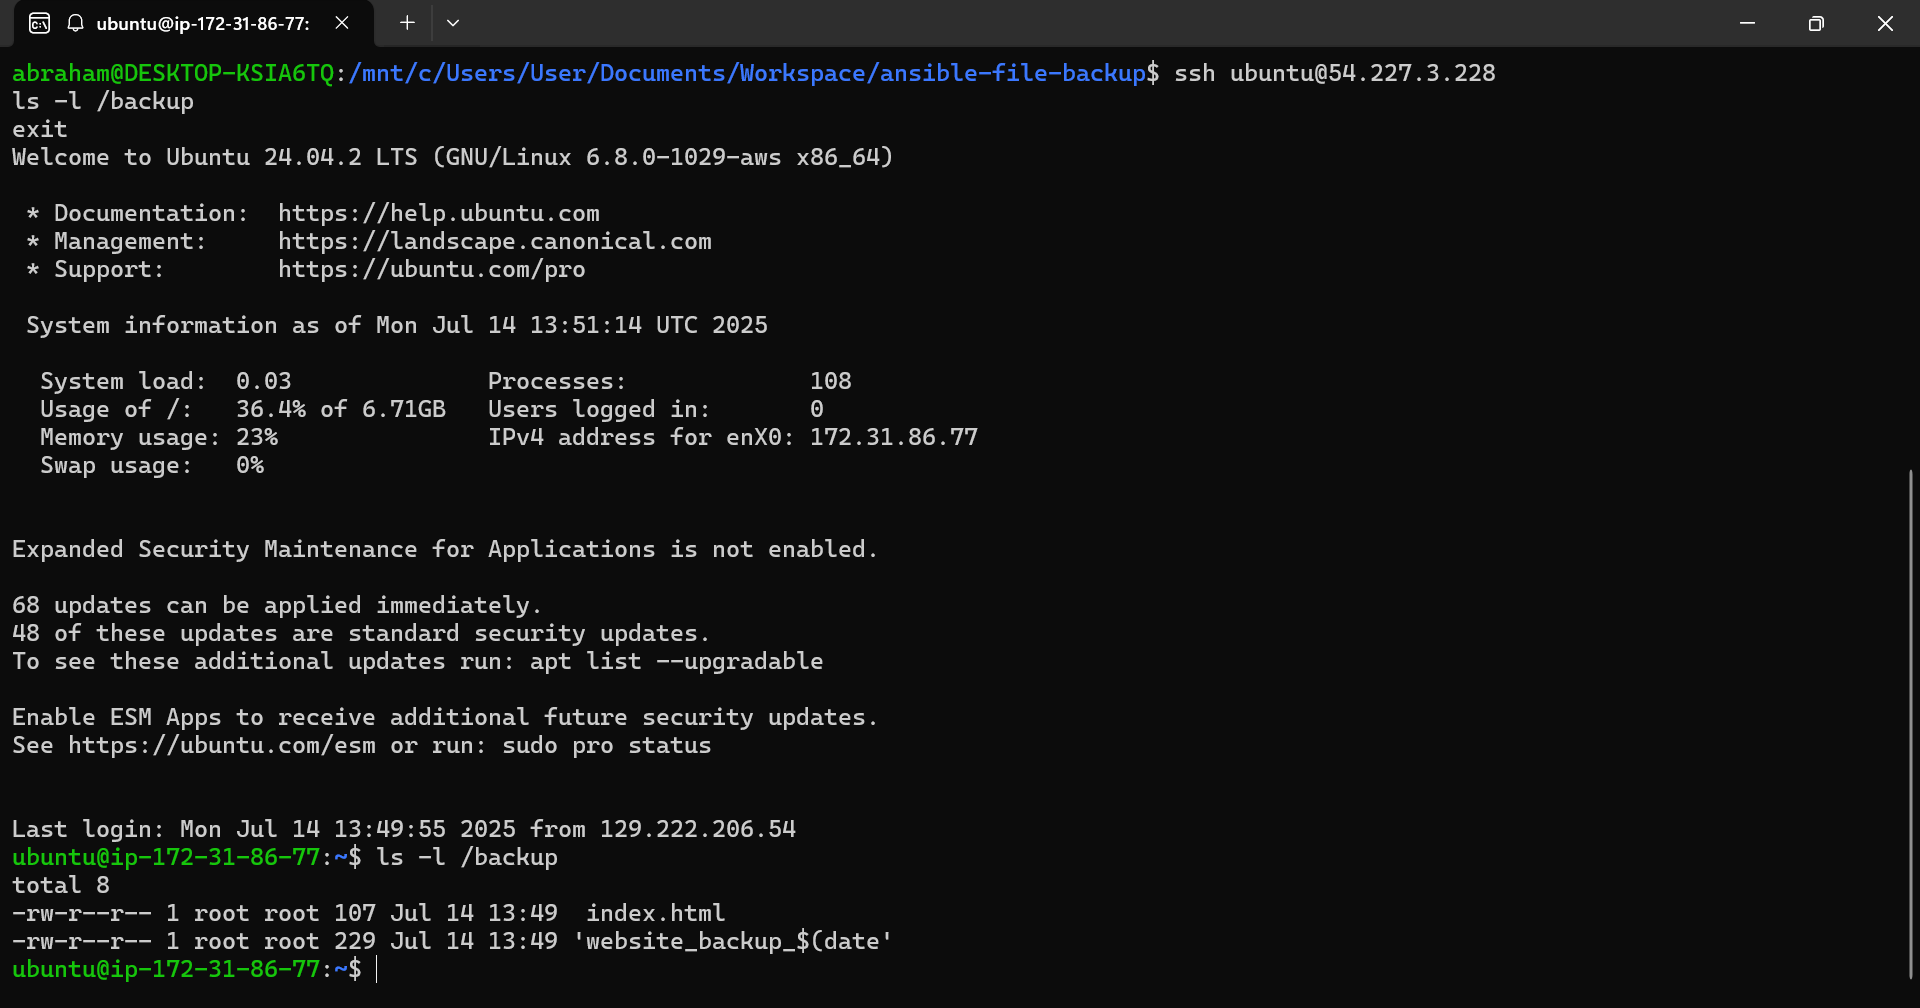 ubuntu@ip-172-31-86-77:
abraham@DESKTOP-KSIA6TQ:/mnt/c/Users/User/Documents/Workspace/ansible-file-backup$ ssh ubuntu@54.227.3.228
ls -l /backup
exit
Welcome to Ubuntu 24.04.2 LTS (GNU/Linux 6.8.0-1029-aws x86_64)
* Documentation:  https://help.ubuntu.com
* Management:     https://landscape.canonical.com
* Support:        https://ubuntu.com/pro
System information as of Mon Jul 14 13:51:14 UTC 2025
System load:  0.03              Processes:             108
Usage of /:   36.4% of 6.71GB   Users logged in:       0
Memory usage: 23%               IPv4 address for enX0: 172.31.86.77
Swap usage:   0%
Expanded Security Maintenance for Applications is not enabled.
68 updates can be applied immediately.
48 of these updates are standard security updates.
To see these additional updates run: apt list --upgradable
Enable ESM Apps to receive additional future security updates.
See https://ubuntu.com/esm or run: sudo pro status
Last login: Mon Jul 14 13:49:55 2025 from 129.222.206.54
ubuntu@ip-172-31-86-77:~$ ls -l /backup
total 8
-rw-r--r-- 1 root root 107 Jul 14 13:49  index.html
-rw-r--r-- 1 root root 229 Jul 14 13:49 'website_backup_$(date'
ubuntu@ip-172-31-86-77:~$